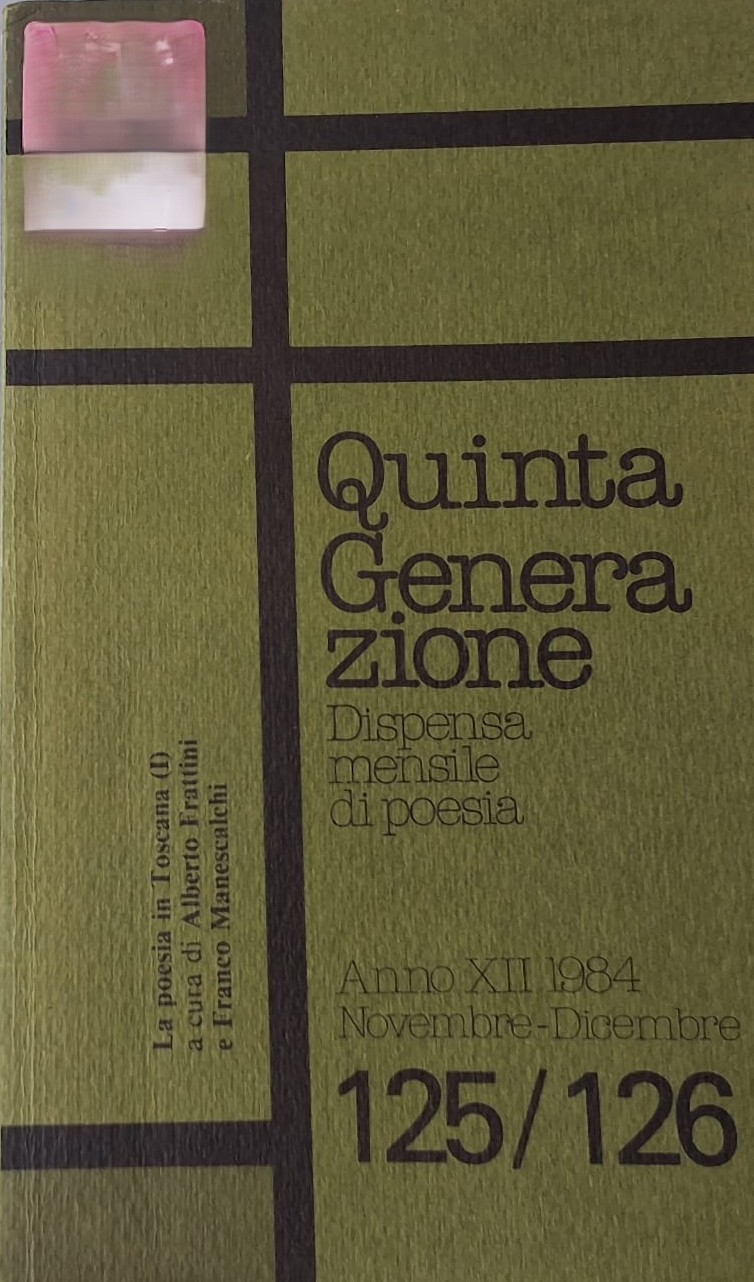 Quinta
Genera
zione
Dispensa
mensile
di poesia
La poesia in Toscana (I)
a cura di Alberto Frattini
e Franco Manescalchi
Anno XII 1984
Novembre-Dicembre
125/126